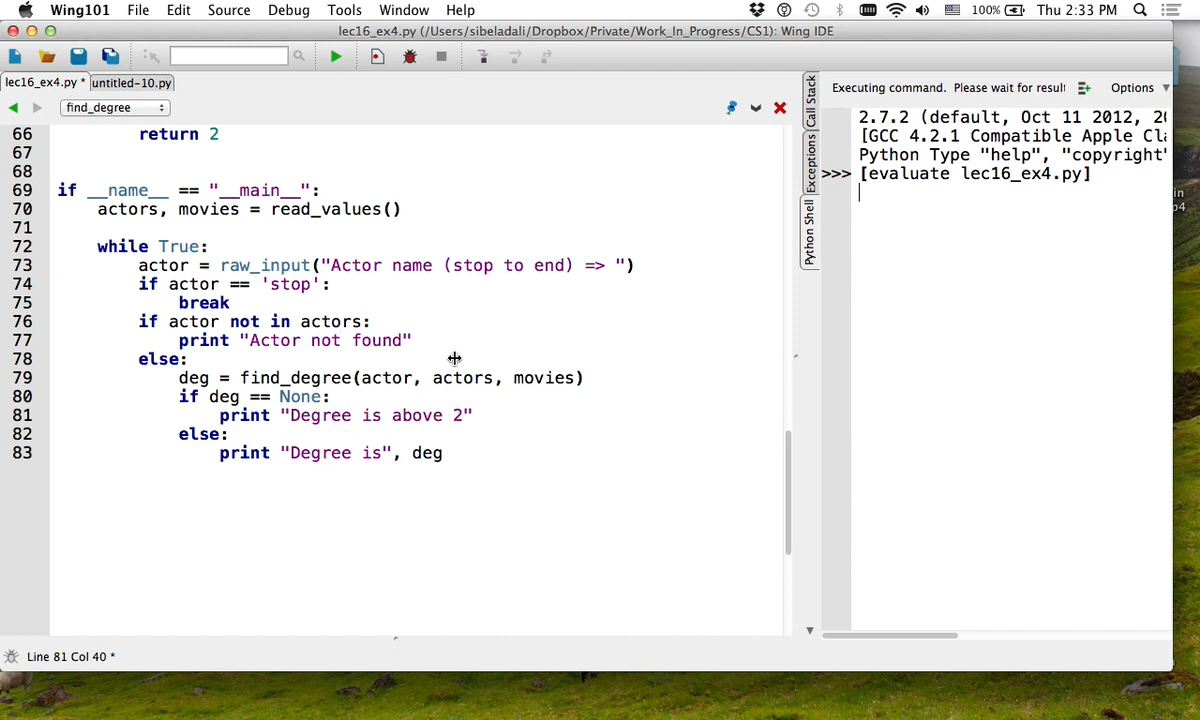 Wing101 File Edit Source Debug Tools Window Help 100% Thu 2:33 PM
lec16_ex4.py (/Users/sibeladali/Dropbox/Private/Work_In_Progress/CS1): Wing IDE
lec16_ex4.py * untitled-10.py
find_degree
66 return 2
67
68
69 if __name__ == "__main__":
70 actors, movies = read_values()
71
72 while True:
73 actor = raw_input("Actor name (stop to end) => ")
74 if actor == 'stop':
75 break
76 if actor not in actors:
77 print "Actor not found"
78 else:
79 deg = find_degree(actor, actors, movies)
80 if deg == None:
81 print "Degree is above 2"
82 else:
83 print "Degree is", deg
Line 81 Col 40 *
Call Stack
Exceptions
Python Shell
Executing command. Please wait for result Options
2.7.2 (default, Oct 11 2012, 20
[GCC 4.2.1 Compatible Apple Cla
Python Type "help", "copyright"
>>> [evaluate lec16_ex4.py]
in
p4